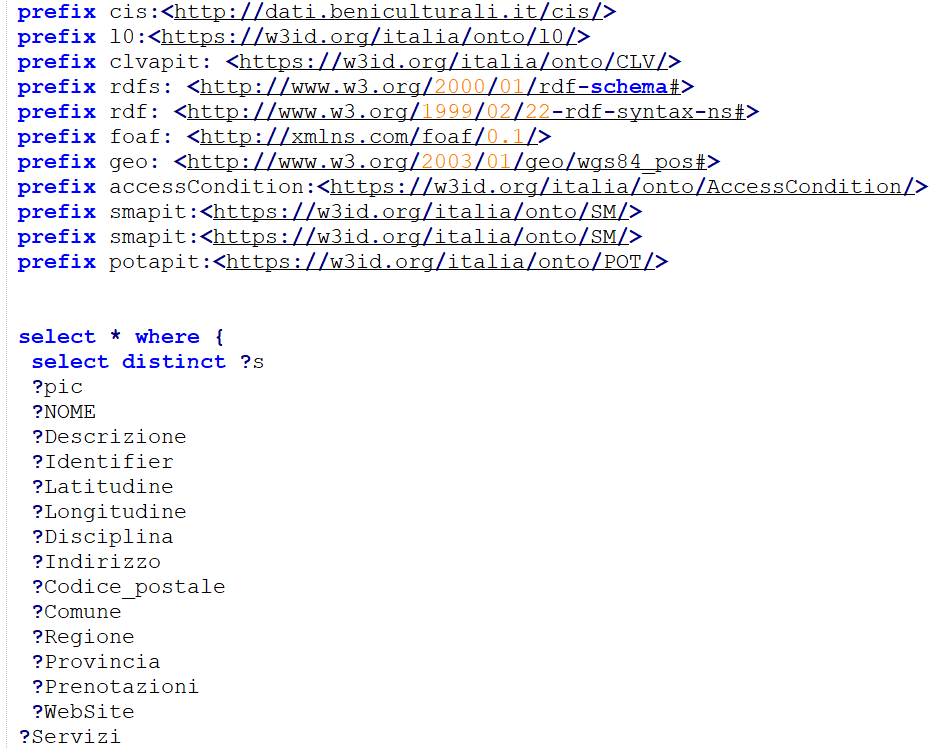 prefix cis:<http://dati.beniculturali.it/cis/>
prefix l0:<https://w3id.org/italia/onto/l0/>
prefix clvapit: <https://w3id.org/italia/onto/CLV/>
prefix rdfs: <http://www.w3.org/2000/01/rdf-schema#>
prefix rdf: <http://www.w3.org/1999/02/22-rdf-syntax-ns#>
prefix foaf: <http://xmlns.com/foaf/0.1/>
prefix geo: <http://www.w3.org/2003/01/geo/wgs84_pos#>
prefix accessCondition:<https://w3id.org/italia/onto/AccessCondition/>
prefix smapit:<https://w3id.org/italia/onto/SM/>
prefix smapit:<https://w3id.org/italia/onto/SM/>
prefix potapit:<https://w3id.org/italia/onto/POT/>
select * where {
select distinct ?s
?pic
?NOME
?Descrizione
?Identifier
?Latitudine
?Longitudine
?Disciplina
?Indirizzo
?Codice_postale
?Comune
?Regione
?Provincia
?Prenotazioni
?WebSite
?Servizi